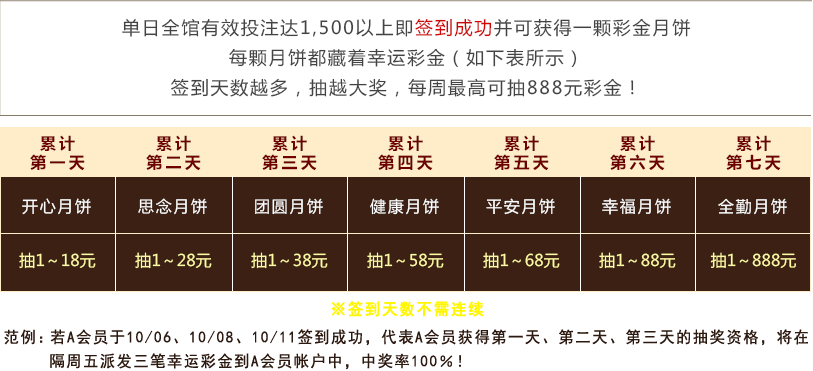 单日全馆有效投注达1,500以上即签到成功并可获得一颗彩金月饼
每颗月饼都藏着幸运彩金（如下表所示）
签到天数越多，抽越大奖，每周最高可抽888元彩金！
累计 累计 累计 累计 累计 累计 累计
第一天 第二天 第三天 第四天 第五天 第六天 第七天
开心月饼 思念月饼 团圆月饼 健康月饼 平安月饼 幸福月饼 全勤月饼
抽1~18元 抽1~28元 抽1~38元 抽1~58元 抽1~68元 抽1~88元 抽1~888元
※签到天数不需连续
范例：若A会员于10/06、10/08、10/11签到成功，代表A会员获得第一天、第二天、第三天的抽奖资格，将在
隔周五派发三笔幸运彩金到A会员帐户中，中奖率100%！